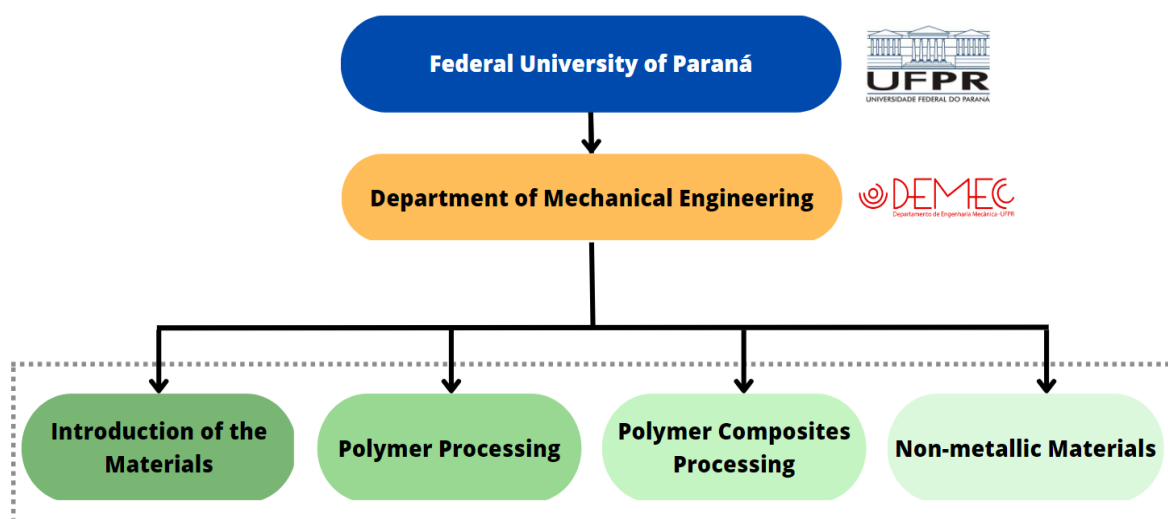 Federal University of Paraná
UFPR
UNIVERSIDADE FEDERAL DO PARANÁ
Department of Mechanical Engineering
DEMEC
Departamento de Engenharia Mecânica-UFPR
Introduction of the
Materials
Polymer Processing
Polymer Composites
Processing
Non-metallic Materials